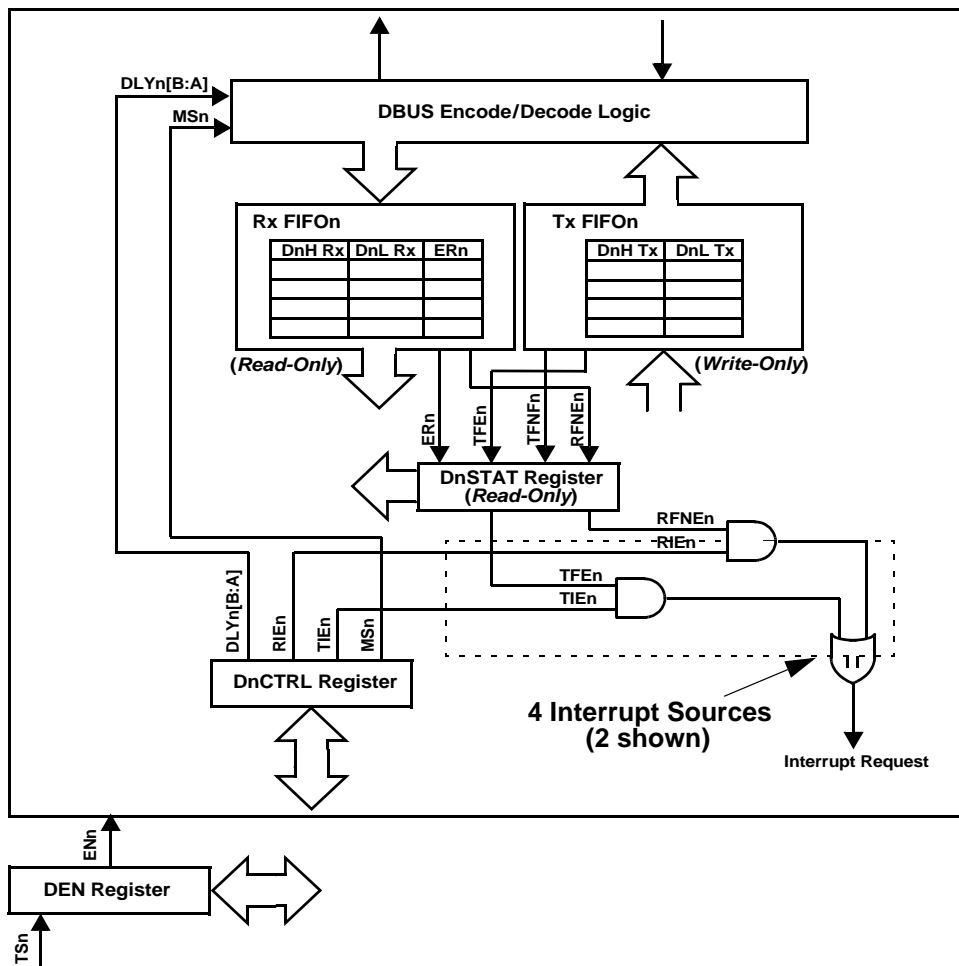 DLYn[B:A]
MSn
DBUS Encode/Decode Logic
Rx FIFOn
DnH Rx DnL Rx ERn
Tx FIFOn
DnH Tx DnL Tx
(Read-Only)
(Write-Only)
ERn
TFEn
TFNFn
RFNEn
DnSTAT Register
(Read-Only)
RFNEn
RIEn
TFEn
TIEn
DLYn[B:A]
RIEn
TIEn
MSn
DnCTRL Register
4 Interrupt Sources
(2 shown)
Interrupt Request
ENn
DEN Register
TSn